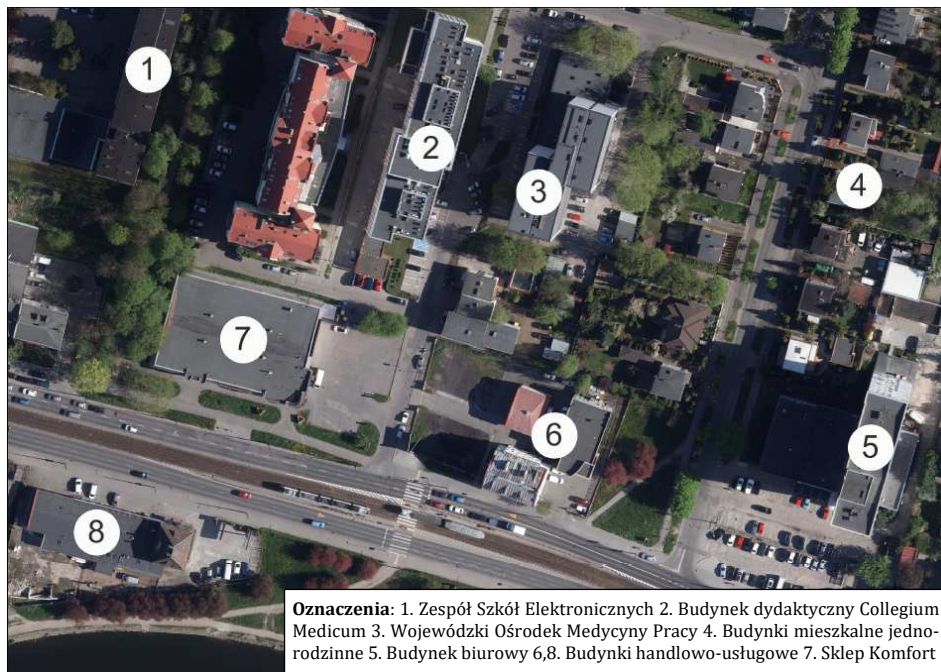 1
2
3
4
5
6
7
8
Oznaczenia: 1. Zespół Szkół Elektronicznych 2. Budynek dydaktyczny Collegium
Medicum 3. Wojewódzki Ośrodek Medycyny Pracy 4. Budynki mieszkalne jedno-
rodzinne 5. Budynek biurowy 6,8. Budynki handlowo-usługowe 7. Sklep Komfort